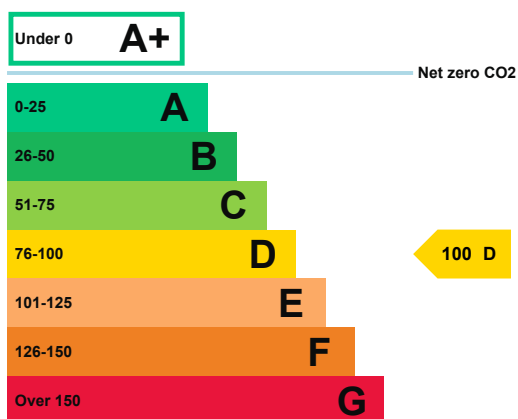 Under 0 A+
Net zero CO2
0-25 A
26-50 B
51-75 C
76-100 D 100 D
101-125 E
126-150 F
Over 150 G